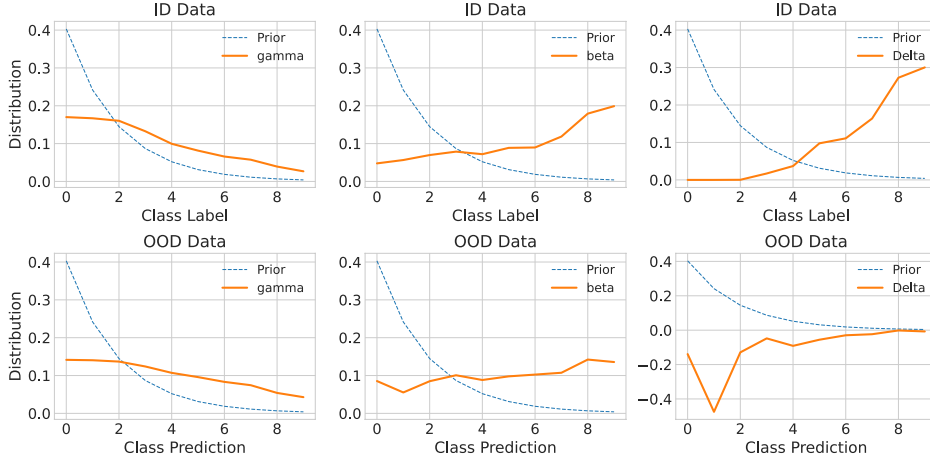 ID Data
Distribution
0.4
0.3
0.2
0.1
0.0
Prior
gamma
0 2 4 6 8
Class Label
ID Data
0.4
0.3
0.2
0.1
0.0
Prior
beta
0 2 4 6 8
Class Label
ID Data
0.4
0.3
0.2
0.1
0.0
Prior
Delta
0 2 4 6 8
Class Label
OOD Data
Distribution
0.4
0.3
0.2
0.1
0.0
Prior
gamma
0 2 4 6 8
Class Prediction
OOD Data
0.4
0.3
0.2
0.1
0.0
Prior
beta
0 2 4 6 8
Class Prediction
OOD Data
0.4
0.2
0.0
−0.2
−0.4
Prior
Delta
0 2 4 6 8
Class Prediction